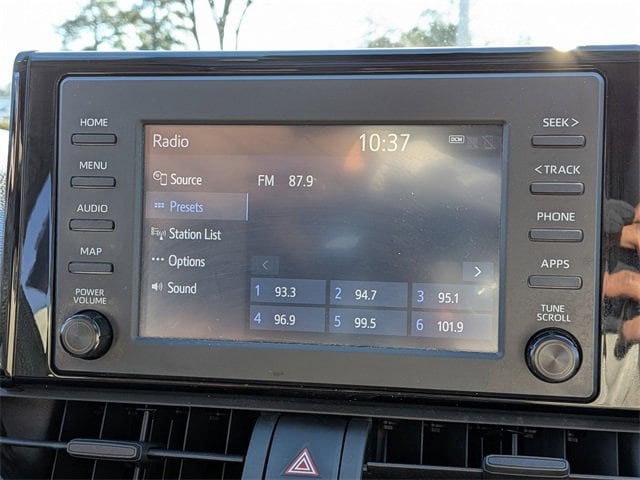 HOME
MENU
AUDIO
MAP
POWER
VOLUME
Radio
10:37
DCM
Source
FM 87.9
Presets
Station List
Options
Sound
<
>
1 93.3
2 94.7
3 95.1
4 96.9
5 99.5
6 101.9
SEEK >
< TRACK
PHONE
APPS
TUNE
SCROLL